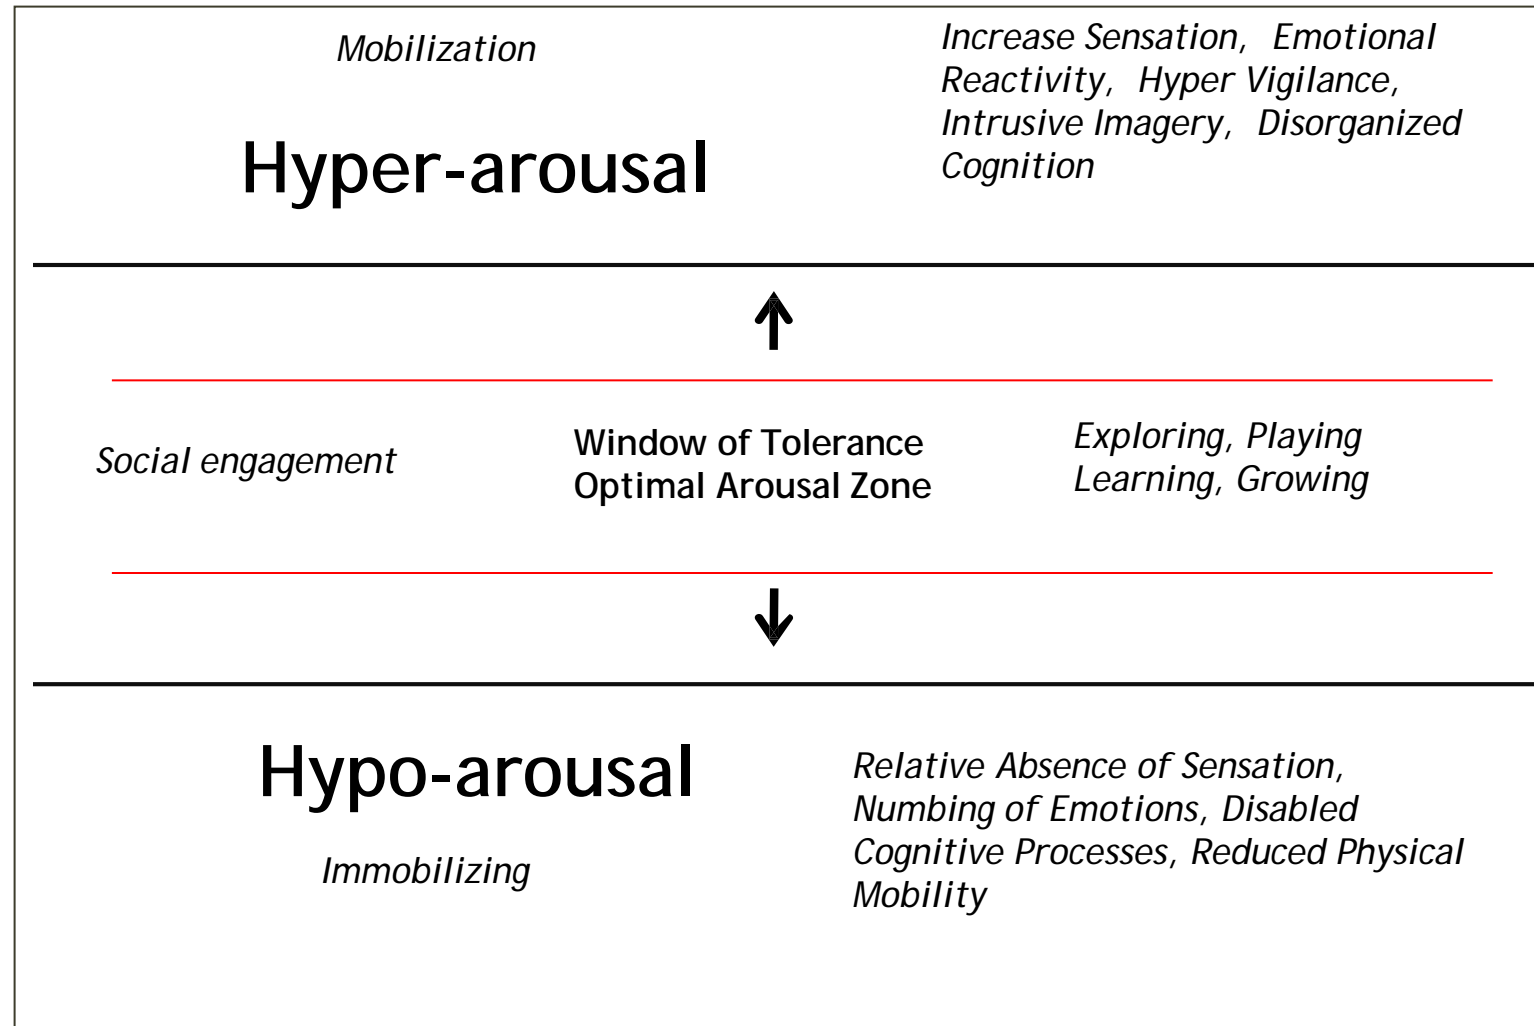 Mobilization
Hyper-arousal
Increase Sensation, Emotional
Reactivity, Hyper Vigilance,
Intrusive Imagery, Disorganized
Cognition
Social engagement
Window of Tolerance
Optimal Arousal Zone
Exploring, Playing
Learning, Growing
Hypo-arousal
Immobilizing
Relative Absence of Sensation,
Numbing of Emotions, Disabled
Cognitive Processes, Reduced Physical
Mobility